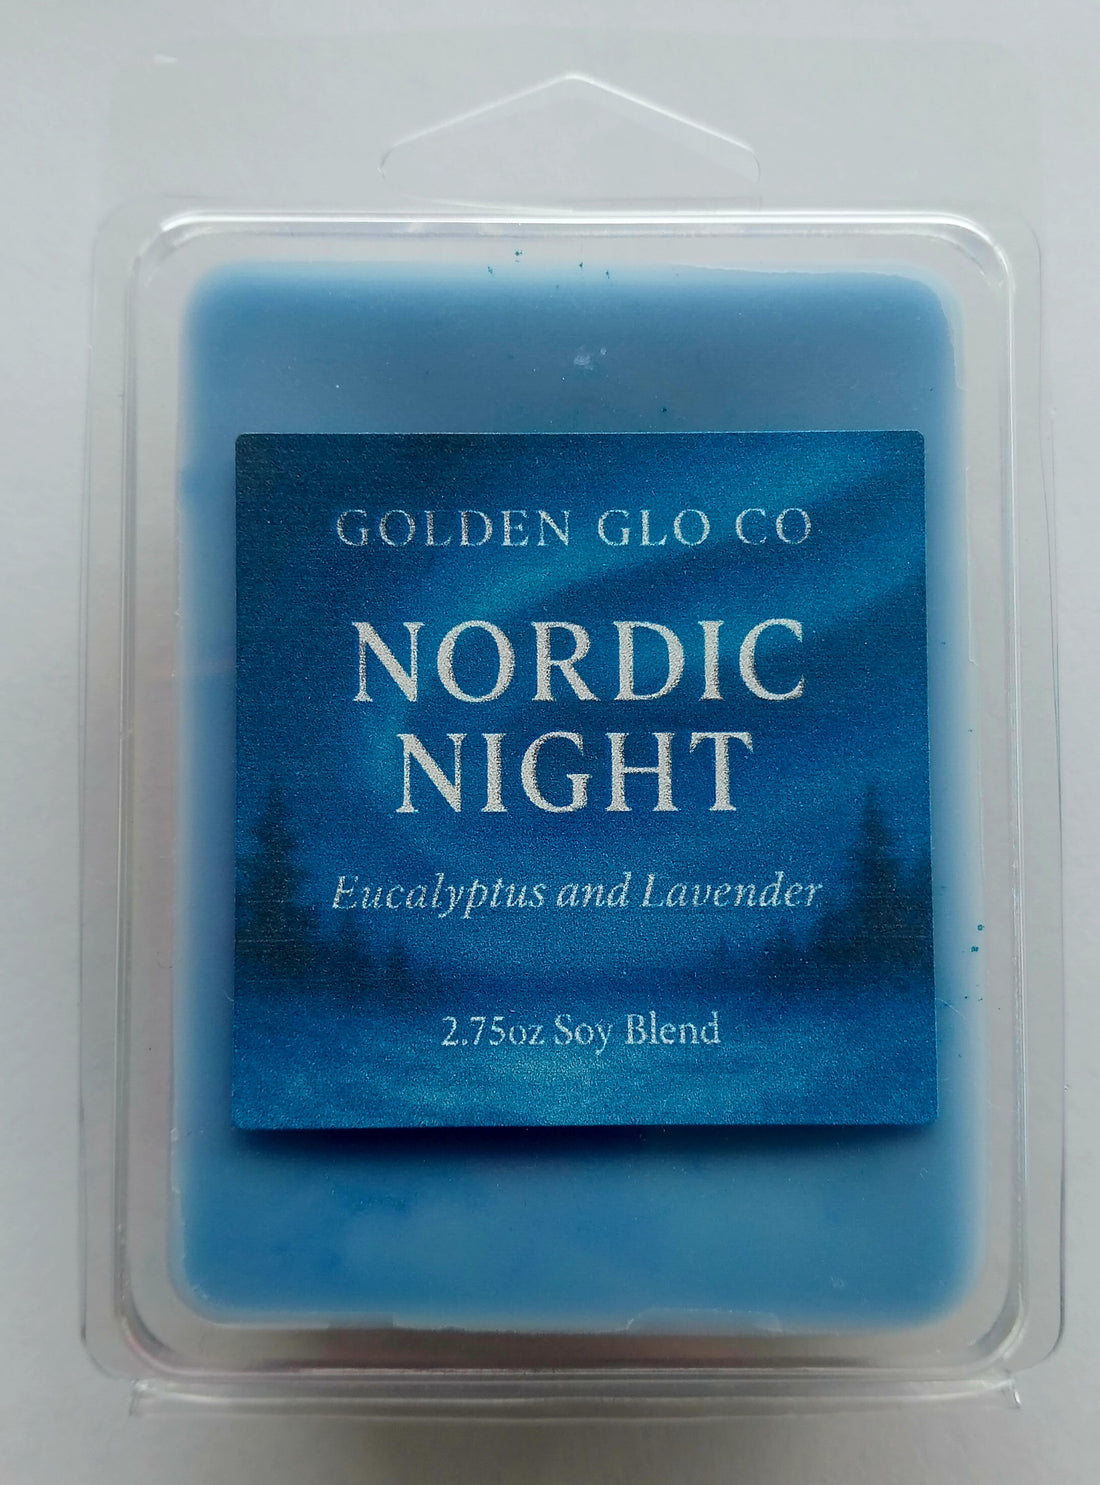 GOLDEN GLO CO
NORDIC
NIGHT
Eucalyptus and Lavender
2.75oz Soy Blend